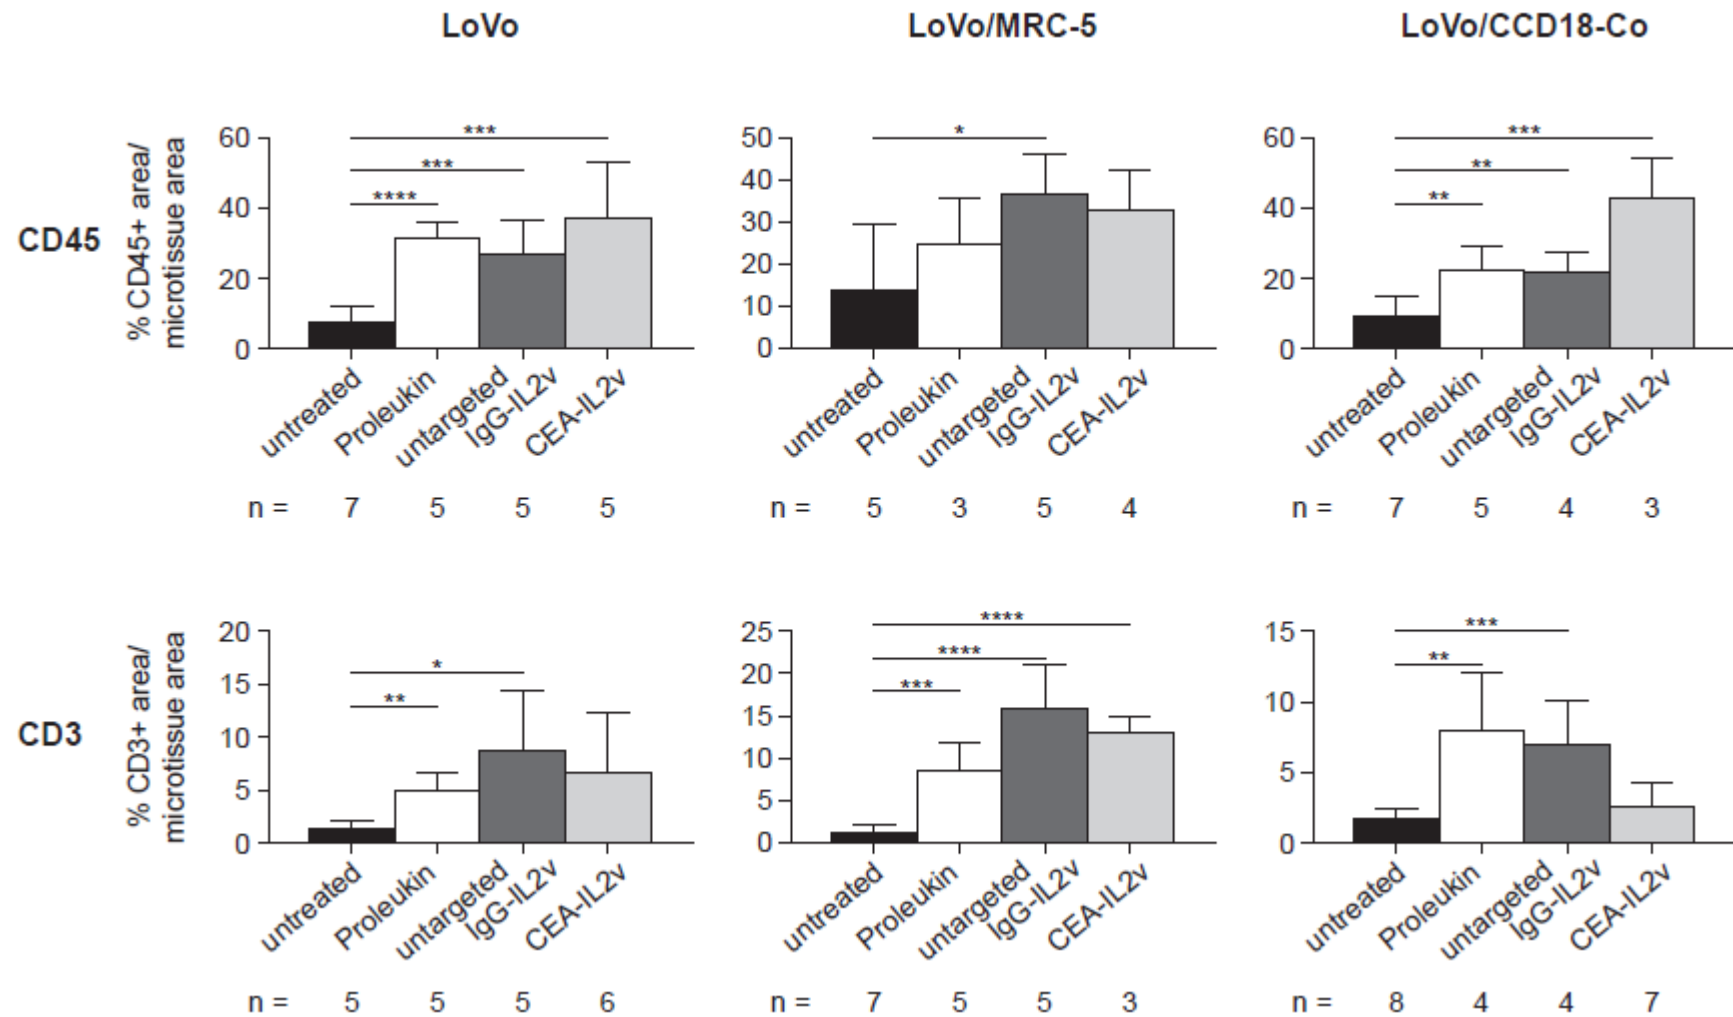 LoVo LoVo/MRC-5 LoVo/CCD18-Co
CD45
% CD45+ area/
microtissue area
60
40
20
0
***
***
****
untreated
Proleukin
untargeted
IgG-IL2v
CEA-IL2v
n = 7 5 5 5
50
40
30
20
10
0
*
untreated
Proleukin
untargeted
IgG-IL2v
CEA-IL2v
n = 5 3 5 4
60
40
20
0
***
**
**
untreated
Proleukin
untargeted
IgG-IL2v
CEA-IL2v
n = 7 5 4 3
CD3
% CD3+ area/
microtissue area
20
15
10
5
0
*
**
untreated
Proleukin
untargeted
IgG-IL2v
CEA-IL2v
n = 5 5 5 6
25
20
15
10
5
0
****
****
***
untreated
Proleukin
untargeted
IgG-IL2v
CEA-IL2v
n = 7 5 5 3
15
10
5
0
***
**
untreated
Proleukin
untargeted
IgG-IL2v
CEA-IL2v
n = 8 4 4 7